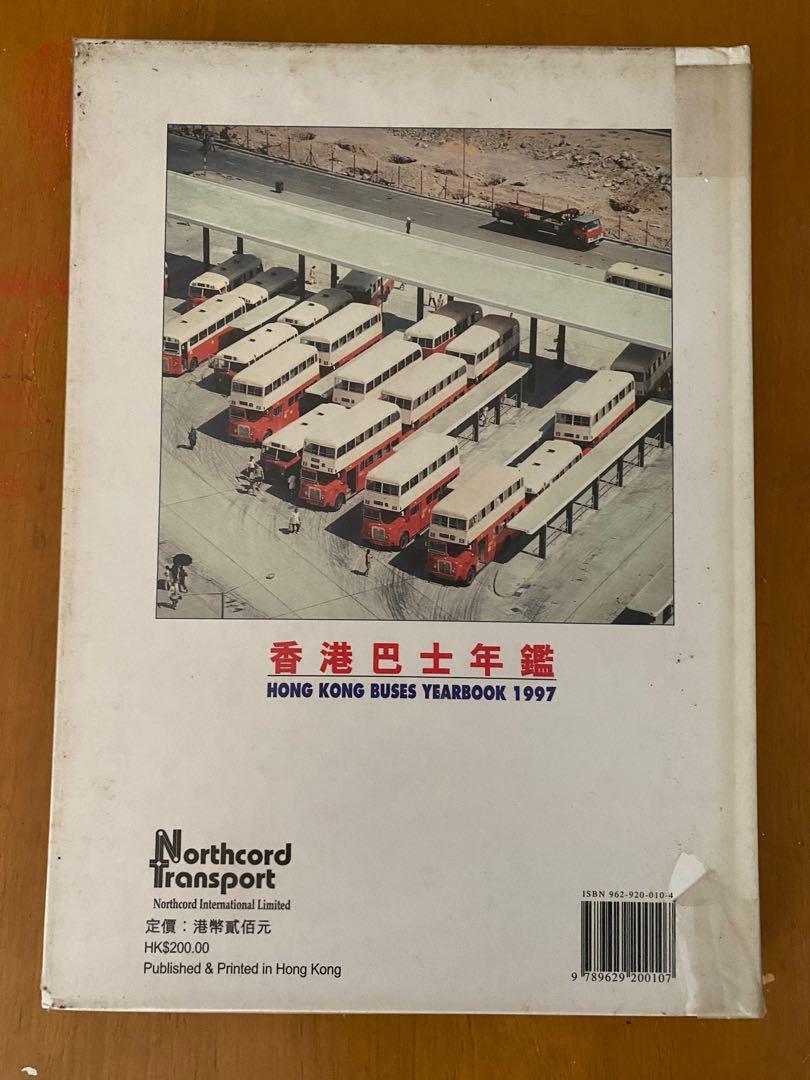 香港巴士年鑑
HONG KONG BUSES YEARBOOK 1997
Northcord
Transport
Northcord International Limited
定價：港幣貳佰元
HK$200.00
Published & Printed in Hong Kong
ISBN 962-920-010-4
9 789629 200107